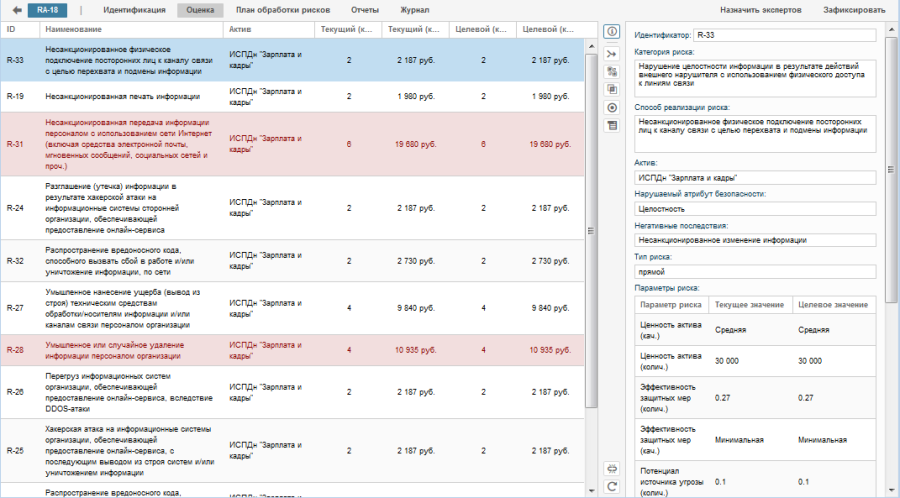 RA-18 | Идентификация Оценка План обработки рисков Отчеты Журнал Назначить экспертов Зафиксировать
ID Наименование Актив Текущий (к... Текущий (к... Целевой (к... Целевой (к...
R-33 Несанкционированное физическое
подключение посторонних лиц к каналу связи
с целью перехвата и подмены информации
ИСПДн "Зарплата и
кадры"
2 2 187 руб. 2 2 187 руб.
R-19 Несанкционированная печать информации
ИСПДн "Зарплата и
кадры"
2 1 980 руб. 2 1 980 руб.
R-31 Несанкционированная передача информации
персоналом с использованием сети Интернет
(включая средства электронной почты,
мгновенных сообщений, социальных сетей и
проч.)
ИСПДн "Зарплата и
кадры"
6 19 680 руб. 6 19 680 руб.
R-24 Разглашение (утечка) информации в
результате хакерской атаки на
информационные системы сторонней
организации, обеспечивающей
предоставление онлайн-сервиса
ИСПДн "Зарплата и
кадры"
2 2 187 руб. 2 2 187 руб.
R-32 Распространение вредоносного кода,
способного вызвать сбой в работе и/или
уничтожение информации, по сети
ИСПДн "Зарплата и
кадры"
2 2 730 руб. 2 2 730 руб.
R-27 Умышленное нанесение ущерба (вывод из
строя) техническим средствам
обработки/носителям информации и/или
каналам связи персоналом организации
ИСПДн "Зарплата и
кадры"
4 9 840 руб. 4 9 840 руб.
R-28 Умышленное или случайное удаление
информации персоналом организации
ИСПДн "Зарплата и
кадры"
4 10 935 руб. 4 10 935 руб.
R-26 Перегруз информационных систем
организации, обеспечивающей
предоставление онлайн-сервиса, вследствие
DDOS-атаки
ИСПДн "Зарплата и
кадры"
2 2 187 руб. 2 2 187 руб.
R-25 Хакерская атака на информационные системы
организации, обеспечивающей
предоставление онлайн-сервиса, с
последующим выводом из строя систем и/или
уничтожением информации
ИСПДн "Зарплата и
кадры"
2 2 187 руб. 2 2 187 руб.
Распространение вредоносного кода,
Идентификатор: R-33
Категория риска:
Нарушение целостности информации в результате действий
внешнего нарушителя с использованием физического доступа
к линиям связи
Способ реализации риска:
Несанкционированное физическое подключение посторонних
лиц к каналу связи с целью перехвата и подмены информации
Актив:
ИСПДн "Зарплата и кадры"
Нарушаемый атрибут безопасности:
Целостность
Негативные последствия:
Несанкционированное изменение информации
Тип риска:
прямой
Параметры риска:
Параметр риска Текущее значение Целевое значение
Ценность актива
(кач.)
Средняя Средняя
Ценность актива
(колич.)
30 000 30 000
Эффективность
защитных мер
(колич.)
0.27 0.27
Эффективность
защитных мер
(кач.)
Минимальная Минимальная
Потенциал
источника угрозы
(колич.)
0.1 0.1